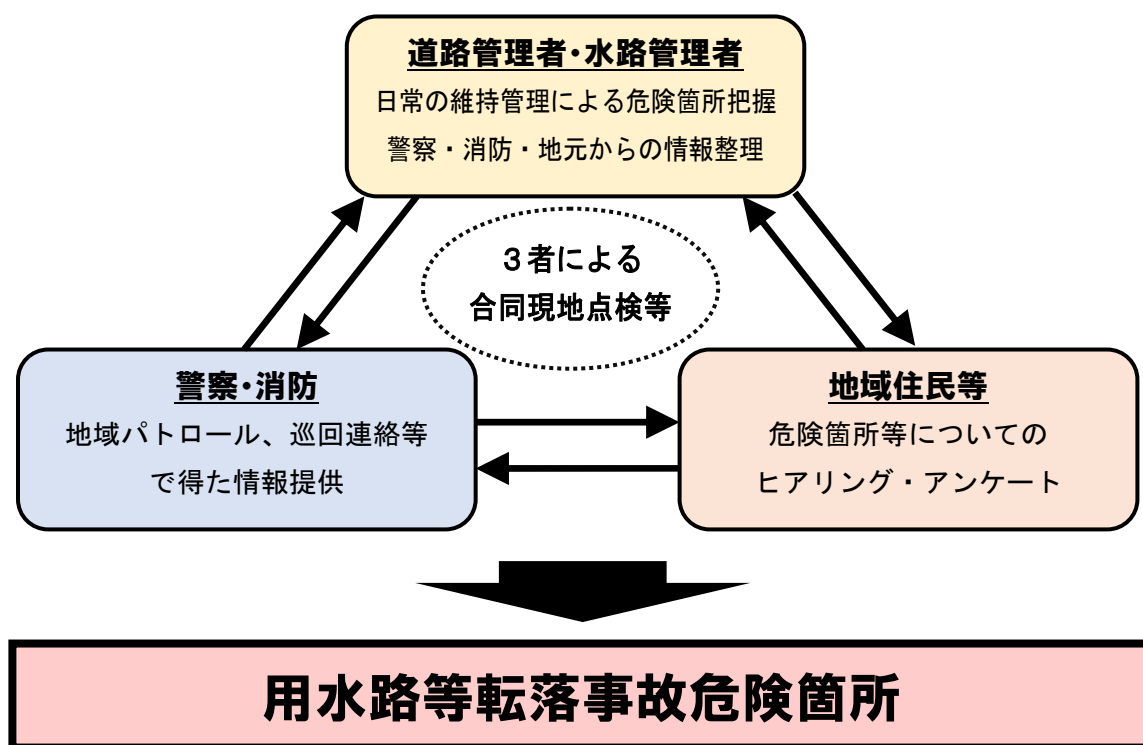 道路管理者・水路管理者
日常の維持管理による危険箇所把握
警察・消防・地元からの情報整理
３者による
合同現地点検等
警察・消防
地域パトロール、巡回連絡等
で得た情報提供
地域住民等
危険箇所等についての
ヒアリング・アンケート
用水路等転落事故危険箇所